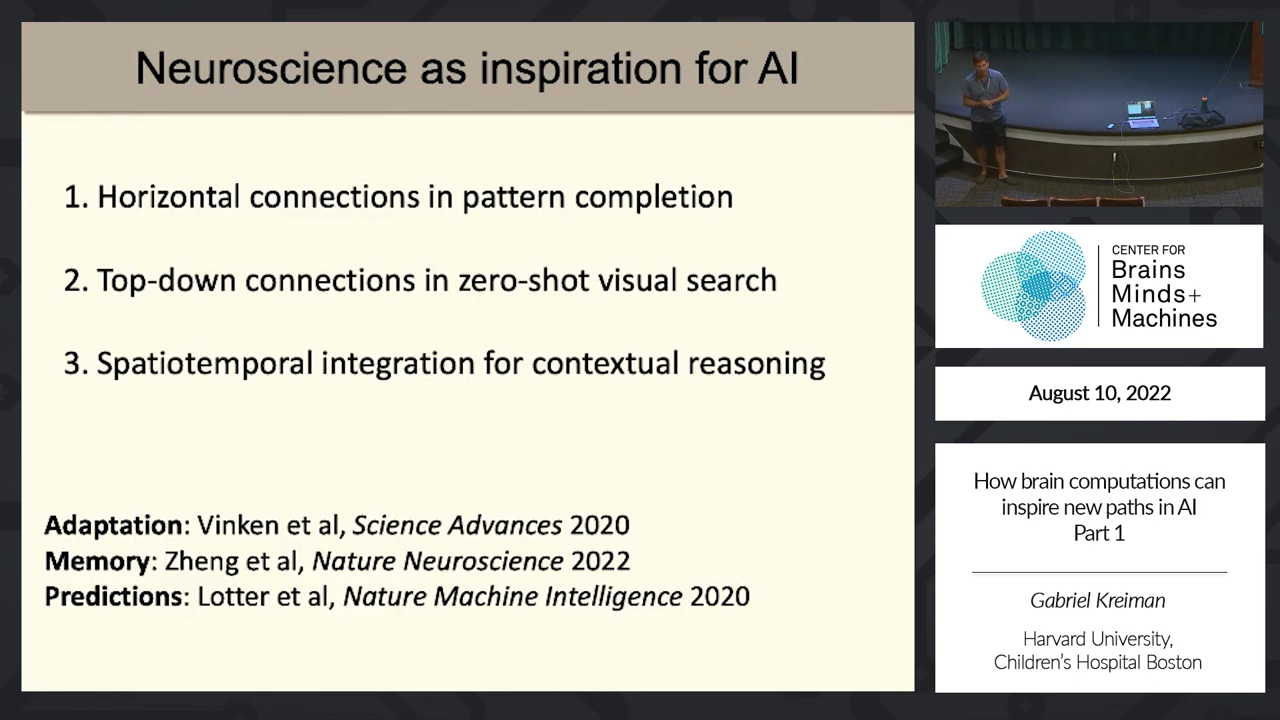 Neuroscience as inspiration for AI
1. Horizontal connections in pattern completion
2. Top-down connections in zero-shot visual search
3. Spatiotemporal integration for contextual reasoning
Adaptation: Vinken et al, Science Advances 2020
Memory: Zheng et al, Nature Neuroscience 2022
Predictions: Lotter et al, Nature Machine Intelligence 2020
CENTER FOR
Brains
Minds+
Machines
August 10, 2022
How brain computations can
inspire new paths in AI
Part 1
Gabriel Kreiman
Harvard University,
Children's Hospital Boston